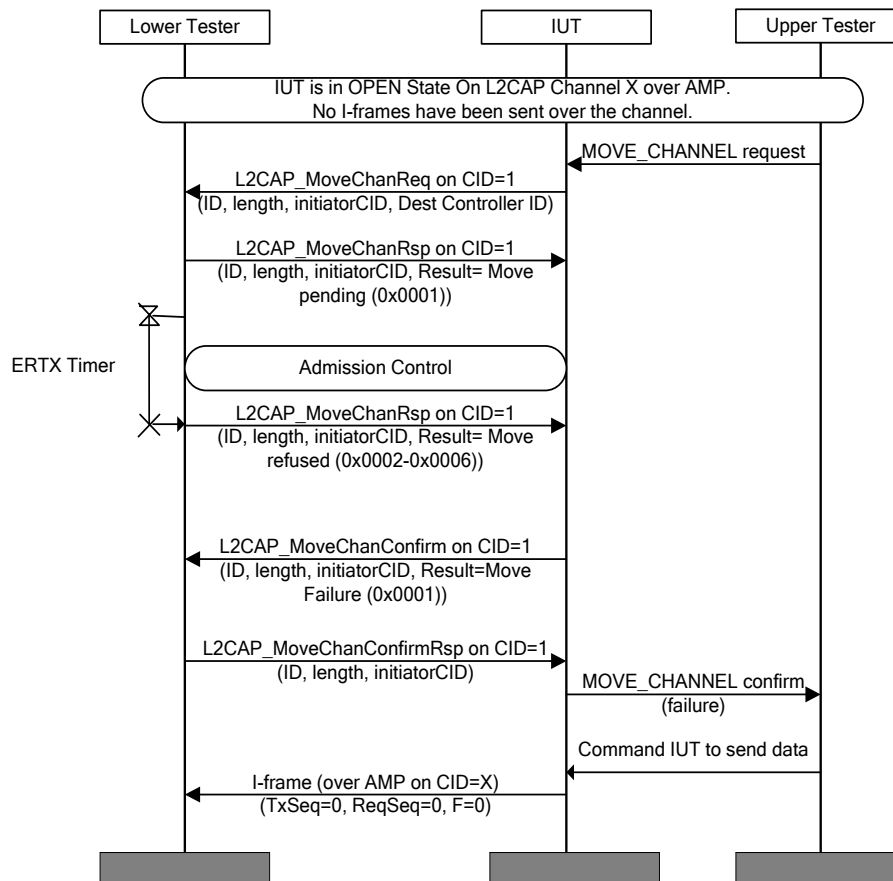 Lower Tester
IUT
Upper Tester
IUT is in OPEN State On L2CAP Channel X over AMP.
No I-frames have been sent over the channel.
MOVE_CHANNEL request
L2CAP_MoveChanReq on CID=1
(ID, length, initiatorCID, Dest Controller ID)
L2CAP_MoveChanRsp on CID=1
(ID, length, initiatorCID, Result= Move
pending (0x0001))
ERTX Timer
Admission Control
L2CAP_MoveChanRsp on CID=1
(ID, length, initiatorCID, Result= Move
refused (0x0002-0x0006))
L2CAP_MoveChanConfirm on CID=1
(ID, length, initiatorCID, Result=Move
Failure (0x0001))
L2CAP_MoveChanConfirmRsp on CID=1
(ID, length, initiatorCID)
MOVE_CHANNEL confirm
(failure)
Command IUT to send data
I-frame (over AMP on CID=X)
(TxSeq=0, ReqSeq=0, F=0)